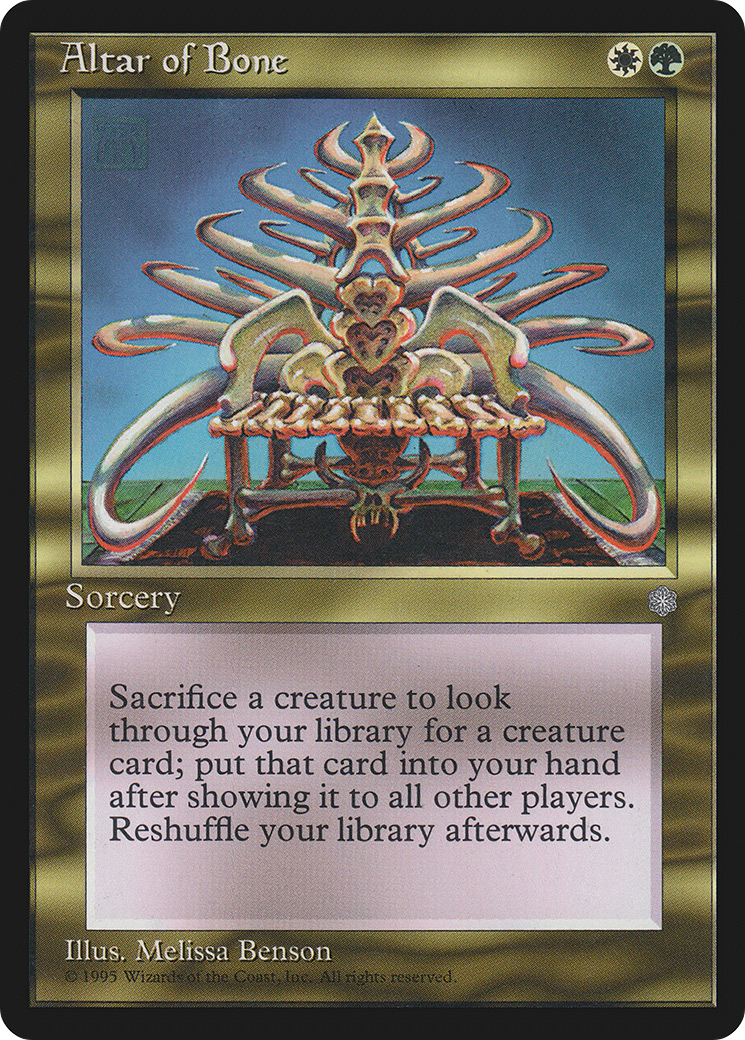 Altar of Bone
Sorcery
Sacrifice a creature to look
through your library for a creature
card; put that card into your hand
after showing it to all other players.
Reshuffle your library afterwards.
Illus. Melissa Benson
© 1995 Wizards of the Coast, Inc. All rights reserved.